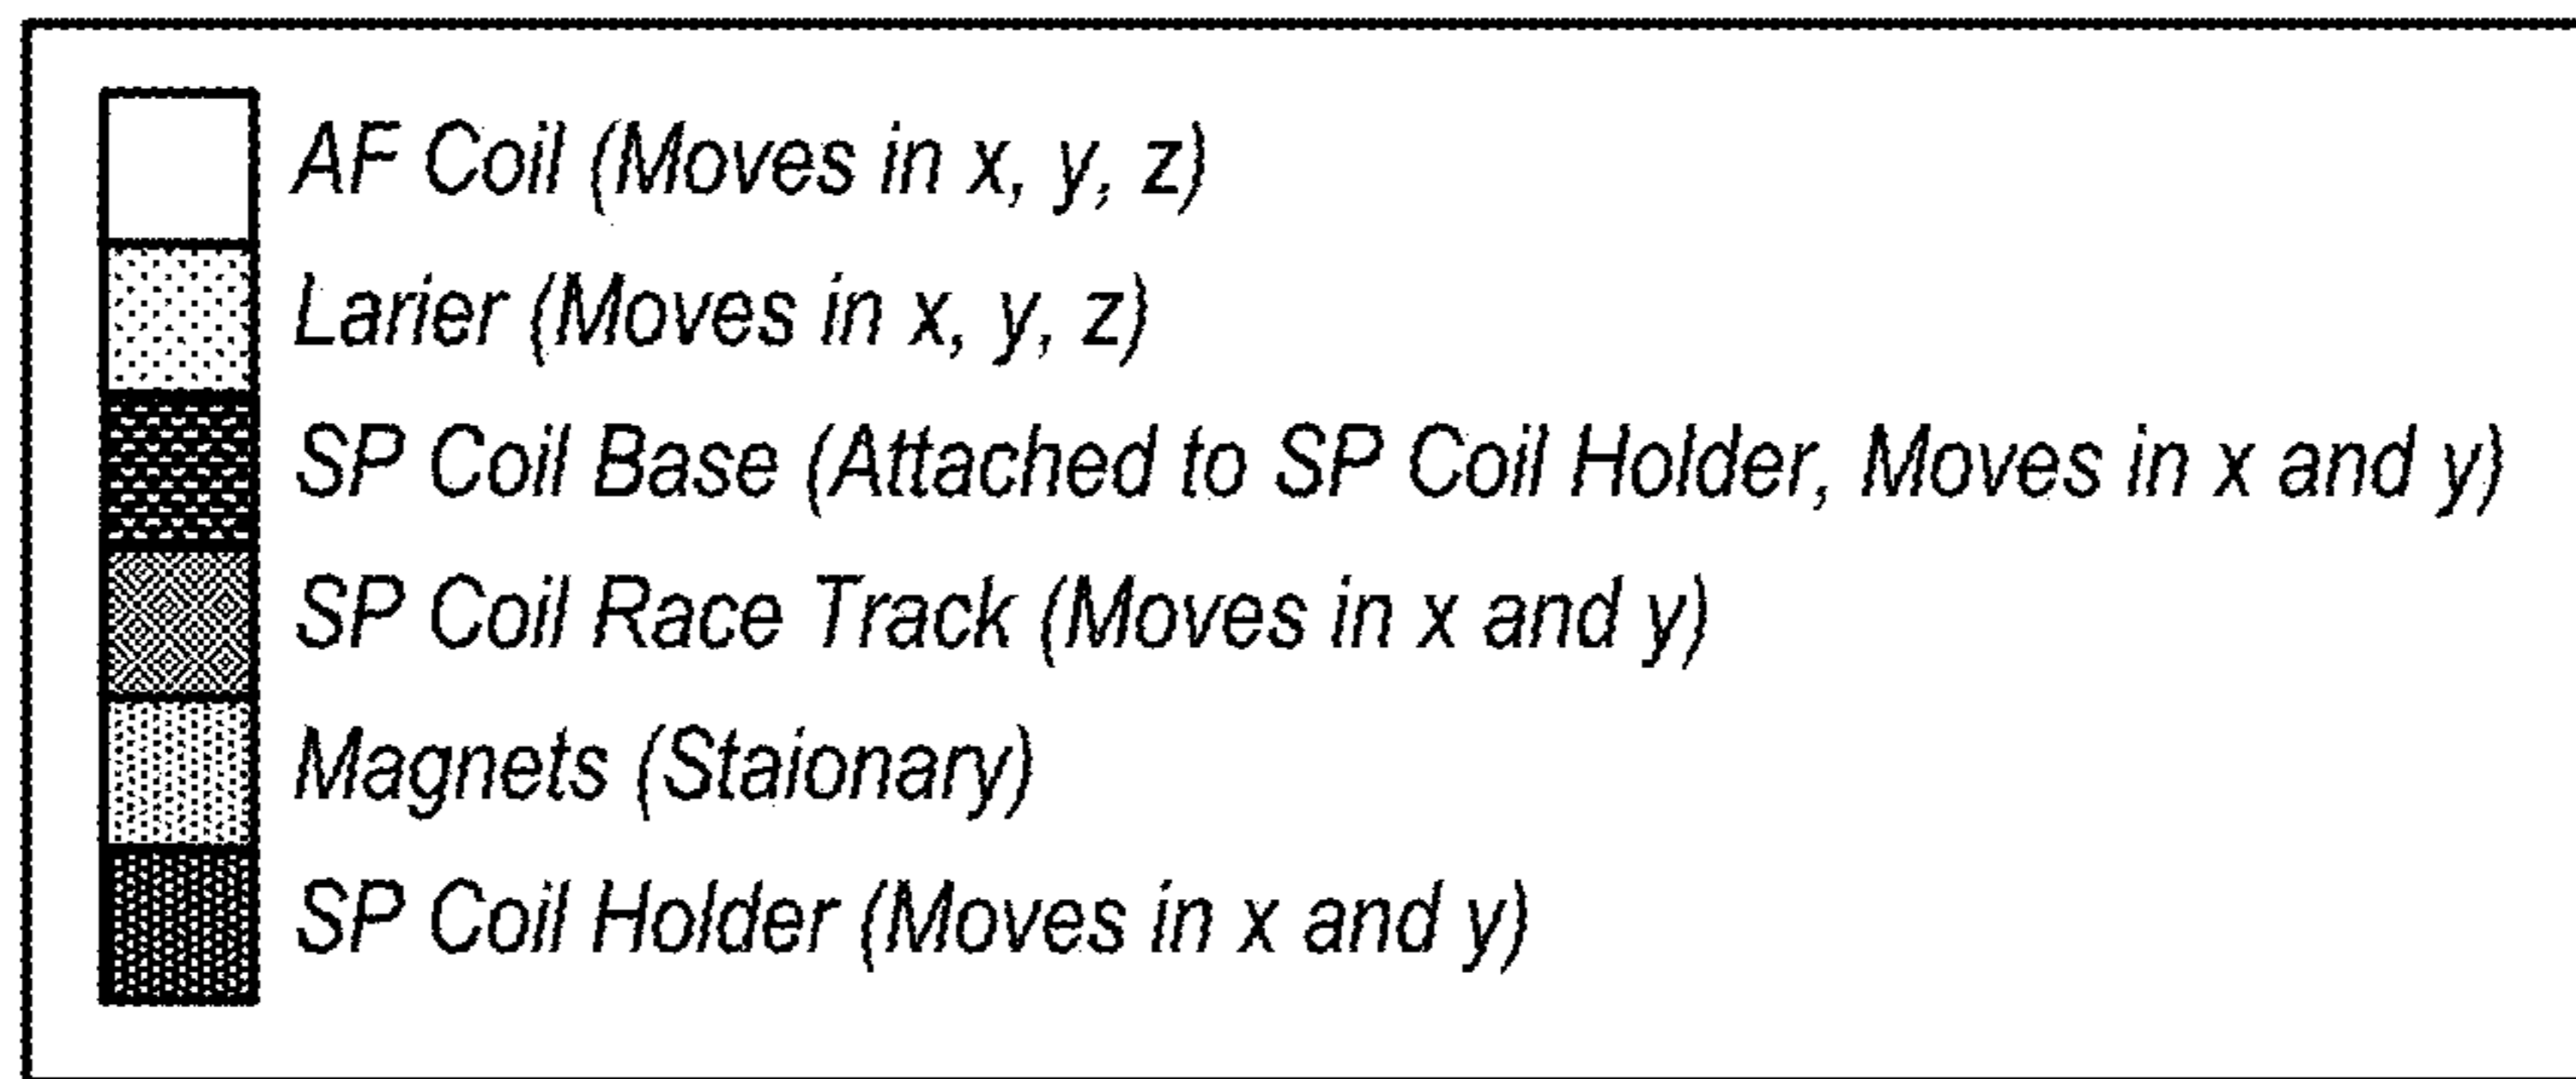 AF Coil (Moves in x, y, z)
Larier (Moves in x, y, z)
SP Coil Base (Attached to SP Coil Holder, Moves in x and y)
SP Coil Race Track (Moves in x and y)
Magnets (Staionary)
SP Coil Holder (Moves in x and y)